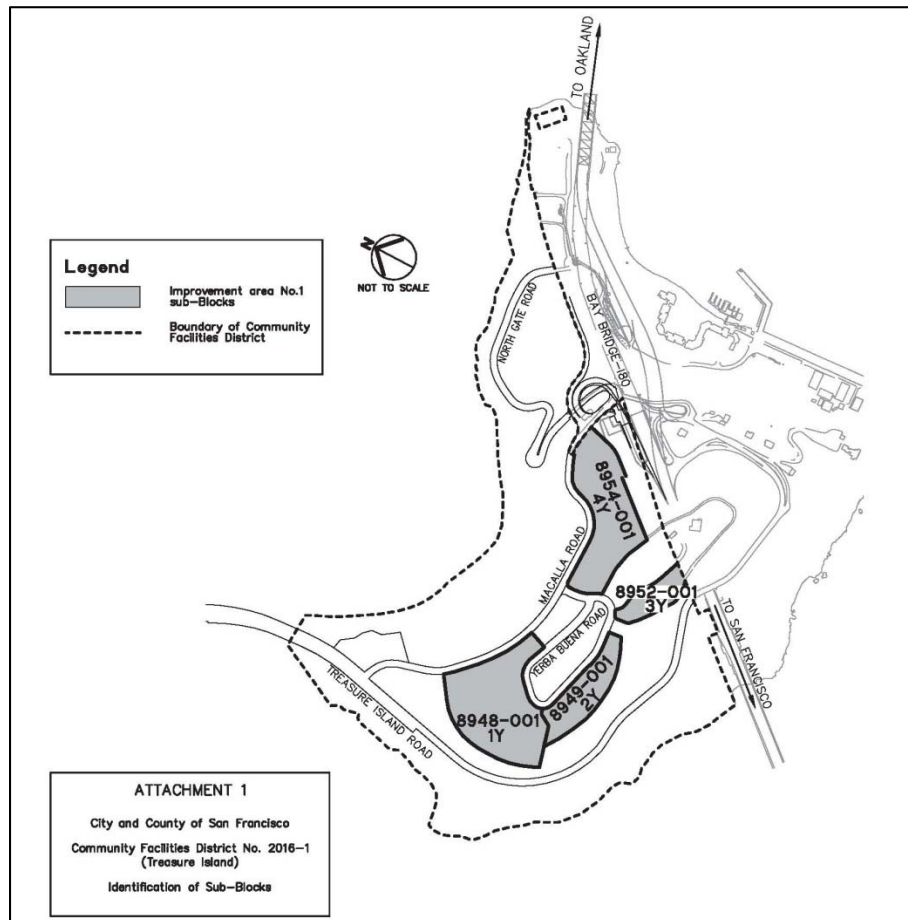 TO OAKLAND
Legend
Improvement area No.1
sub-Blocks
Boundary of Community
Facilities District
N
NOT TO SCALE
NORTH GATE ROAD
BAY BRIDGE-I80
8954-001
4Y
MACALLA ROAD
8952-001
3Y
YERBA BUENA ROAD
TO SAN FRANCISCO
8949-001
2Y
8948-001
1Y
TREASURE ISLAND ROAD
ATTACHMENT 1
City and County of San Francisco
Community Facilities District No. 2016-1
(Treasure Island)
Identification of Sub-Blocks